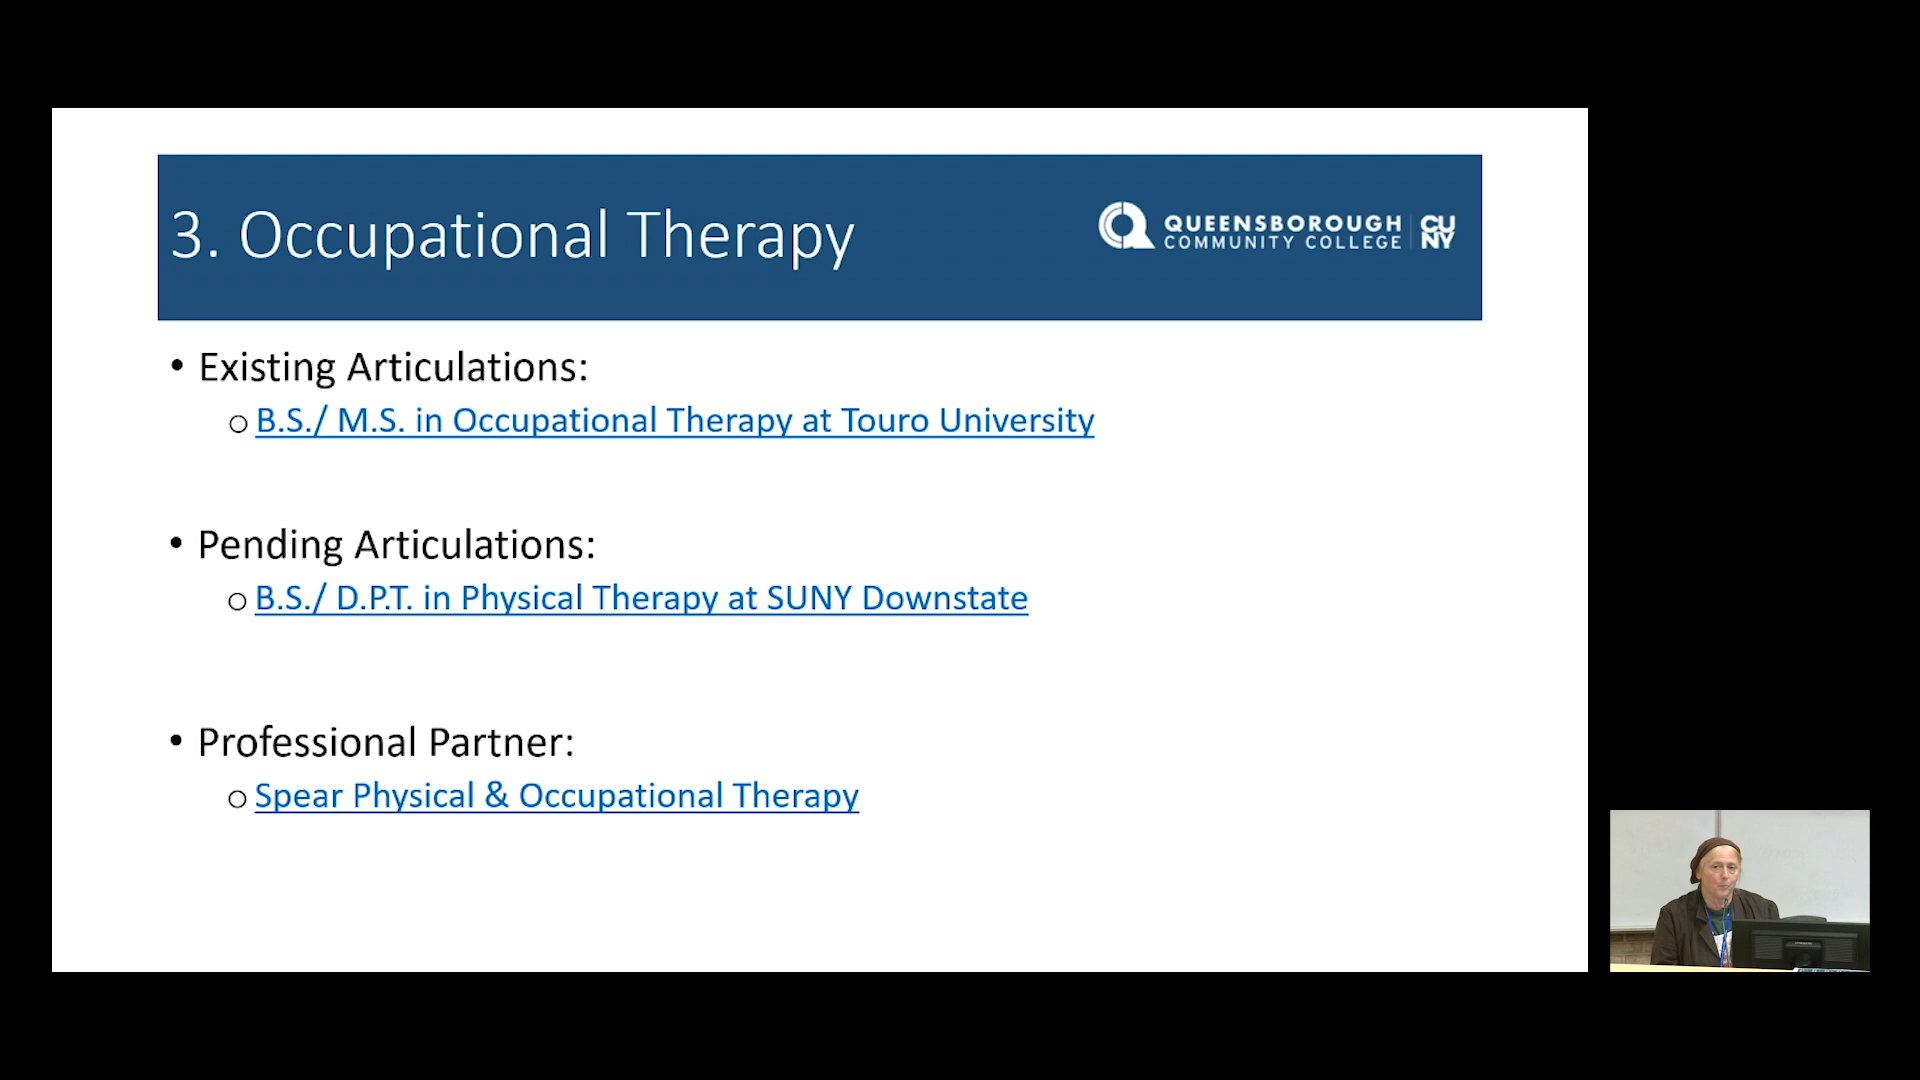 3. Occupational Therapy
QUEENSBOROUGH
COMMUNITY COLLEGE
CU
NY
• Existing Articulations:
o B.S./ M.S. in Occupational Therapy at Touro University
• Pending Articulations:
o B.S./ D.P.T. in Physical Therapy at SUNY Downstate
• Professional Partner:
o Spear Physical & Occupational Therapy